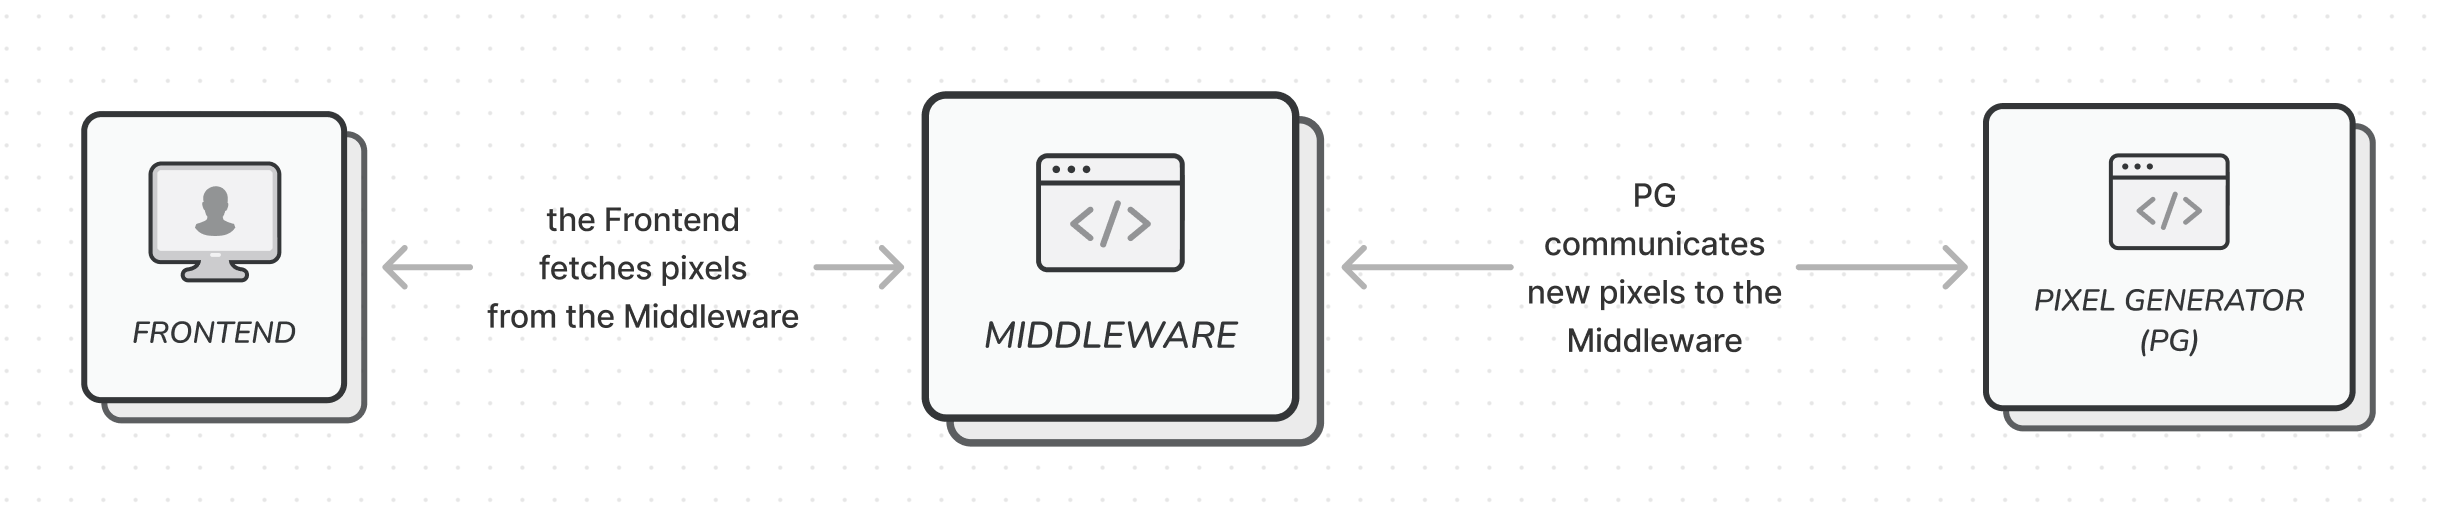 FRONTEND
the Frontend
fetches pixels
from the Middleware
</>
MIDDLEWARE
PG
communicates
new pixels to the
Middleware
</>
PIXEL GENERATOR
(PG)